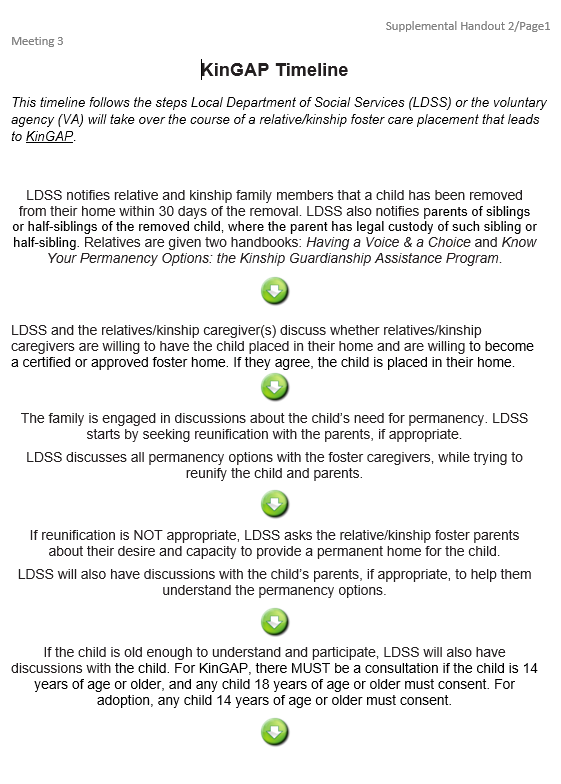 Supplemental Handout 2/Page1
Meeting 3
KinGAP Timeline
This timeline follows the steps Local Department of Social Services (LDSS) or the voluntary
agency (VA) will take over the course of a relative/kinship foster care placement that leads
to KinGAP.
LDSS notifies relative and kinship family members that a child has been removed
from their home within 30 days of the removal. LDSS also notifies parents of siblings
or half-siblings of the removed child, where the parent has legal custody of such sibling or
half-sibling. Relatives are given two handbooks: Having a Voice & a Choice and Know
Your Permanency Options: the Kinship Guardianship Assistance Program.
LDSS and the relatives/kinship caregiver(s) discuss whether relatives/kinship
caregivers are willing to have the child placed in their home and are willing to become
a certified or approved foster home. If they agree, the child is placed in their home.
The family is engaged in discussions about the child's need for permanency. LDSS
starts by seeking reunification with the parents, if appropriate.
LDSS discusses all permanency options with the foster caregivers, while trying to
reunify the child and parents.
If reunification is NOT appropriate, LDSS asks the relative/kinship foster parents
about their desire and capacity to provide a permanent home for the child.
LDSS will also have discussions with the child's parents, if appropriate, to help them
understand the permanency options.
If the child is old enough to understand and participate, LDSS will also have
discussions with the child. For KinGAP, there MUST be a consultation if the child is 14
years of age or older, and any child 18 years of age or older must consent. For
adoption, any child 14 years of age or older must consent.